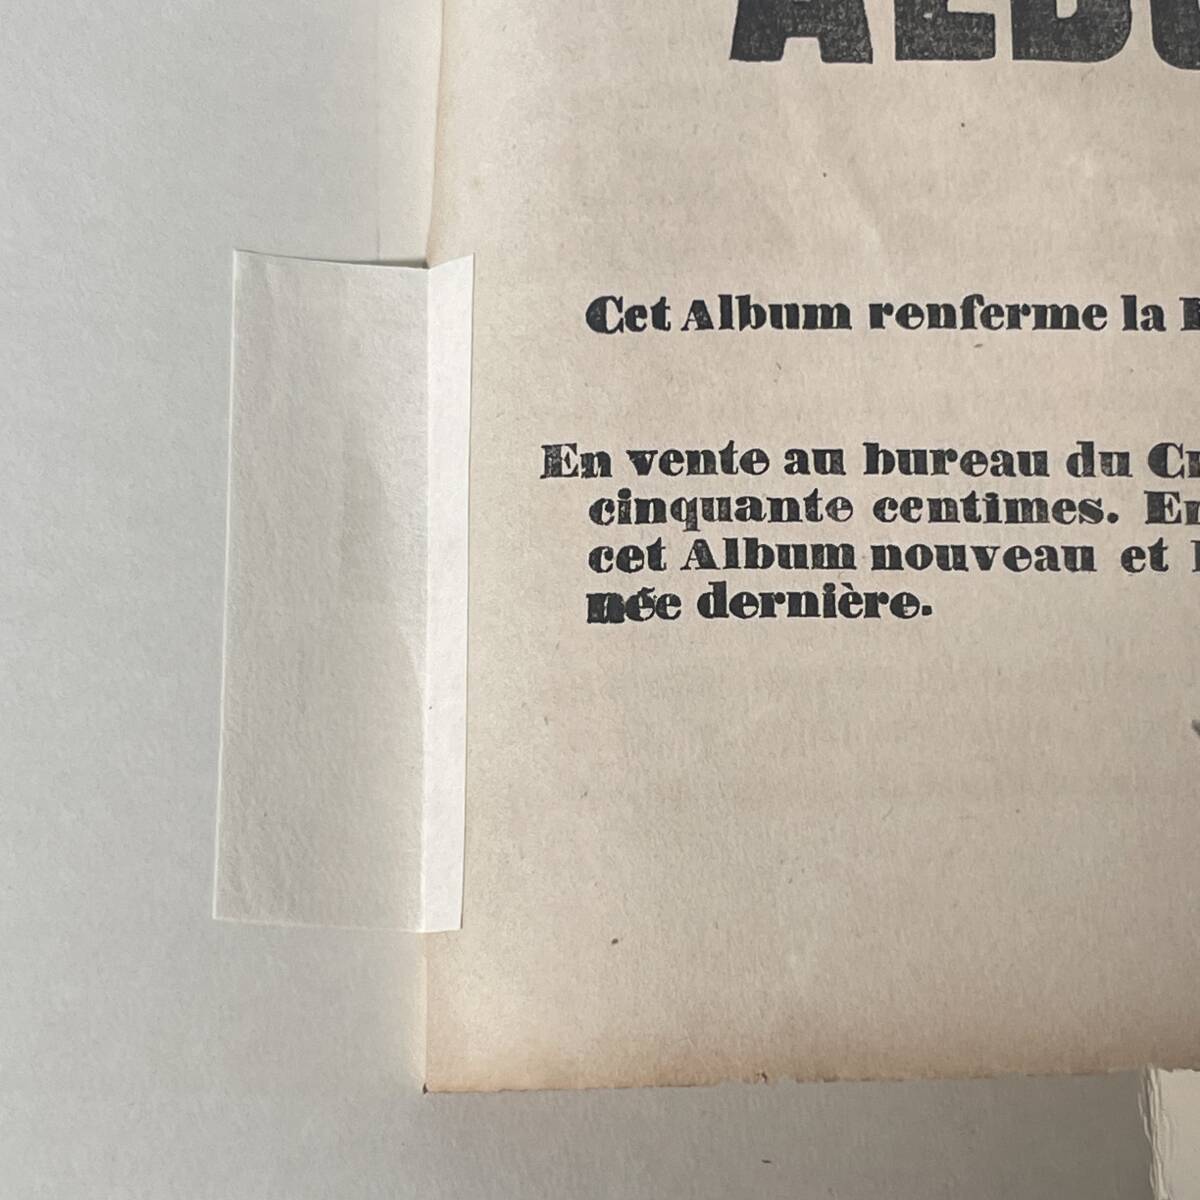 Cet Album renferme la
En vente au bureau du
cinquante centimes.
cet Album nouveau et
née dernière.